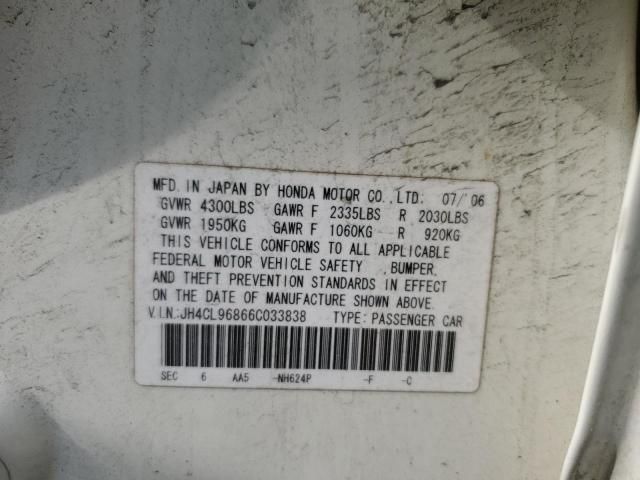 MFD. IN JAPAN BY HONDA MOTOR CO., LTD. 07/ 06
GVWR 4300LBS GAWR F 2335LBS R 2030LBS
GVWR 1950KG GAWR F 1060KG R 920KG
THIS VEHICLE CONFORMS TO ALL APPLICABLE
FEDERAL MOTOR VEHICLE SAFETY ,BUMPER,
AND THEFT PREVENTION STANDARDS IN EFFECT
ON THE DATE OF MANUFACTURE SHOWN ABOVE.
V.I.N.:JH4CL96866C033838 TYPE: PASSENGER CAR
SEC 6 AA5 -NH624P -F -C